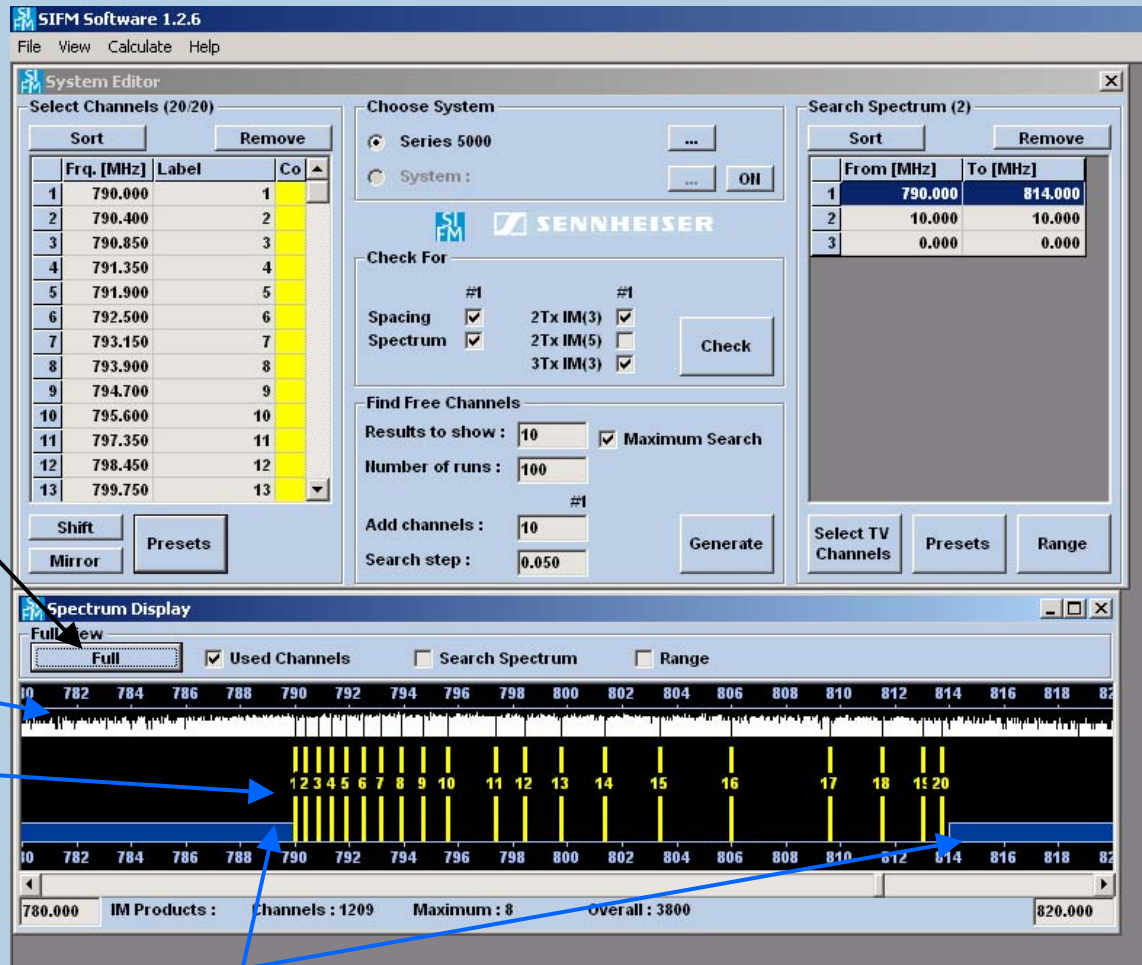 SIFM Software 1.2.6
File View Calculate Help
System Editor
Select Channels (20/20)
Sort Remove
Frq. [MHz] Label Co
1 790.000 1
2 790.400 2
3 790.850 3
4 791.350 4
5 791.900 5
6 792.500 6
7 793.150 7
8 793.900 8
9 794.700 9
10 795.600 10
11 797.350 11
12 798.450 12
13 799.750 13
Shift
Mirror
Presets
Choose System
Series 5000 ...
System : ... ON
SIFM SENNHEISER
Check For
#1 #1
Spacing 2Tx IM(3)
Spectrum 2Tx IM(5)
3Tx IM(3)
Check
Find Free Channels
Results to show : 10 Maximum Search
Number of runs : 100
#1
Add channels : 10
Search step : 0.050
Generate
Search Spectrum (2)
Sort Remove
From [MHz] To [MHz]
1 790.000 814.000
2 10.000 10.000
3 0.000 0.000
Select TV Channels
Presets
Range
Spectrum Display
Full View
Full Used Channels Search Spectrum Range
782 784 786 788 790 792 794 796 798 800 802 804 806 808 810 812 814 816 818
1 2 3 4 5 6 7 8 9 10 11 12 13 14 15 16 17 18 19 20
782 784 786 788 790 792 794 796 798 800 802 804 806 808 810 812 814 816 818
780.000 IM Products : Channels : 1209 Maximum : 8 Overall : 3800 820.000